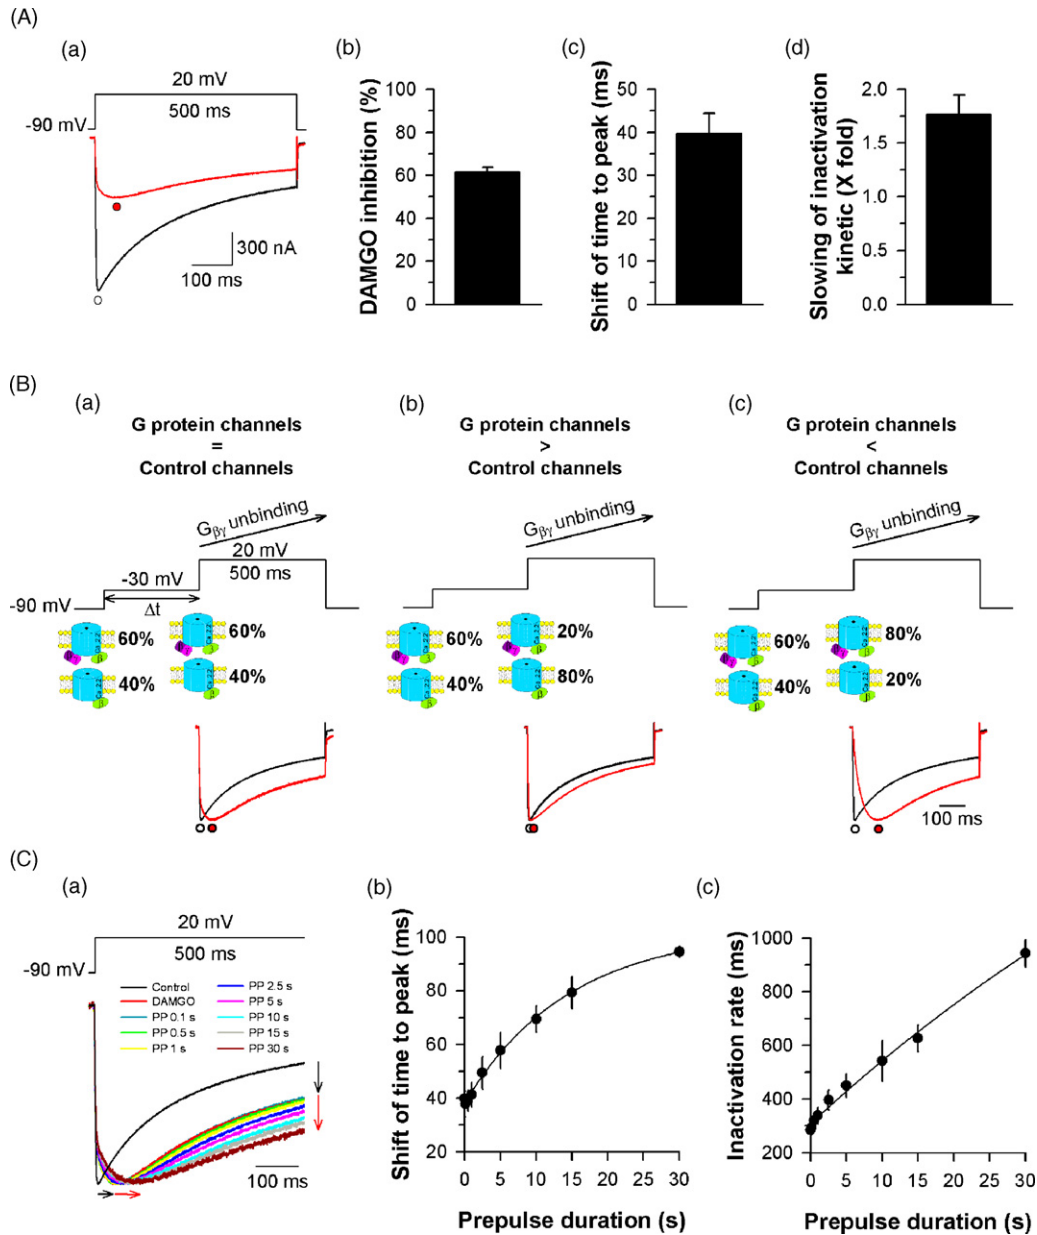 (A)
(a)
20 mV
500 ms
-90 mV
300 nA
100 ms
(b)
DAMGO inhibition (%)
100
80
60
40
20
0
(c)
Shift of time to peak (ms)
50
40
30
20
10
0
(d)
Slowing of inactivation
kinetic (X fold)
2.0
1.5
1.0
0.5
0.0
(B)
(a)
G protein channels
=
Control channels
Gβγ unbinding
20 mV
500 ms
-30 mV
Δt
-90 mV
60%
40%
60%
40%
(b)
G protein channels
>
Control channels
Gβγ unbinding
-90 mV
60%
40%
20%
80%
(c)
G protein channels
<
Control channels
Gβγ unbinding
-90 mV
60%
40%
80%
20%
100 ms
(C)
(a)
20 mV
500 ms
-90 mV
Control
DAMGO
PP 0.1 s
PP 0.5 s
PP 1 s
PP 2.5 s
PP 5 s
PP 10 s
PP 15 s
PP 30 s
100 ms
(b)
Shift of time to peak (ms)
100
80
60
40
20
0 5 10 15 20 25 30
Prepulse duration (s)
(c)
Inactivation rate (ms)
1000
800
600
400
200
0 5 10 15 20 25 30
Prepulse duration (s)